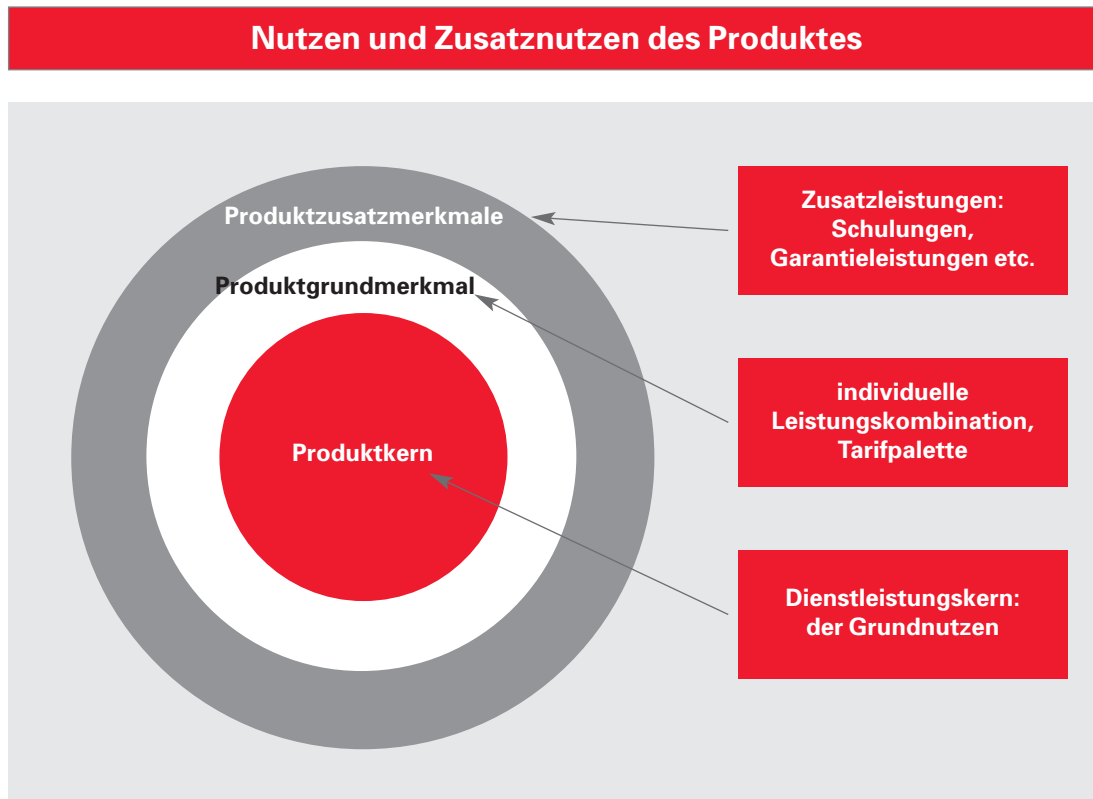 Nutzen und Zusatznutzen des Produktes
Produktzusatzmerkmale
Produktgrundmerkmal
Produktkern
Zusatzleistungen:
Schulungen,
Garantieleistungen etc.
individuelle
Leistungskombination,
Tarifpalette
Dienstleistungskern:
der Grundnutzen